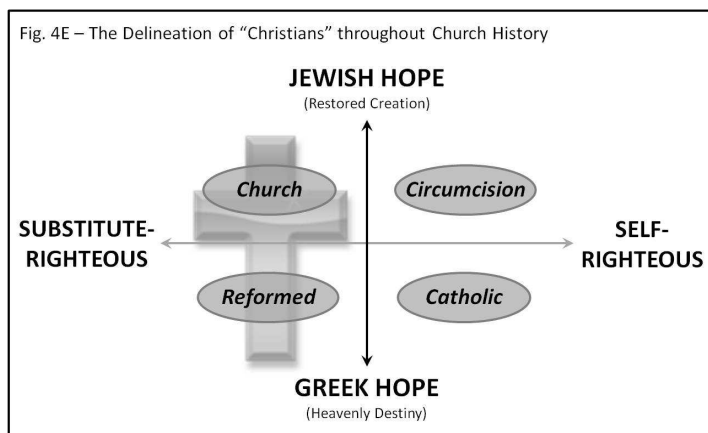 Fig. 4E – The Delineation of “Christians” throughout Church History
JEWISH HOPE
(Restored Creation)
Church
Circumcision
SUBSTITUTE-
RIGHTEOUS
SELF-
RIGHTEOUS
Reformed
Catholic
GREEK HOPE
(Heavenly Destiny)